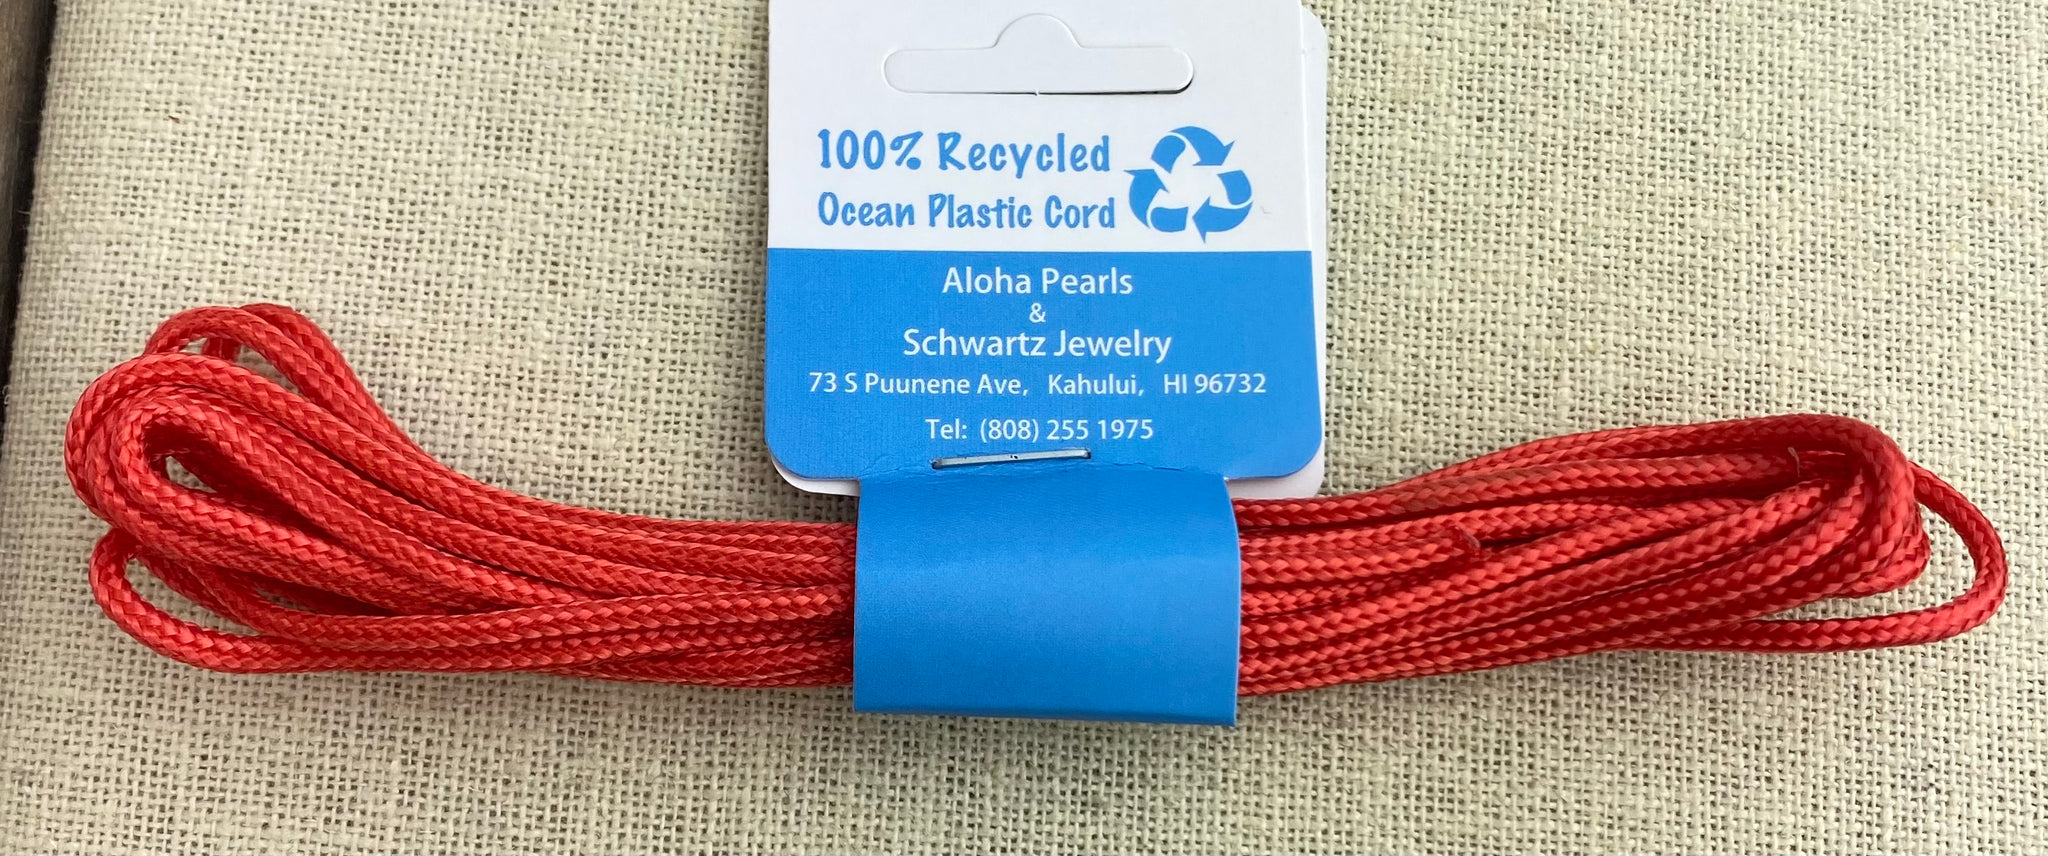 100% Recycled
Ocean Plastic Cord
Aloha Pearls
&
Schwartz Jewelry
73 S Puunene Ave, Kahului, HI 96732
Tel: (808) 255 1975